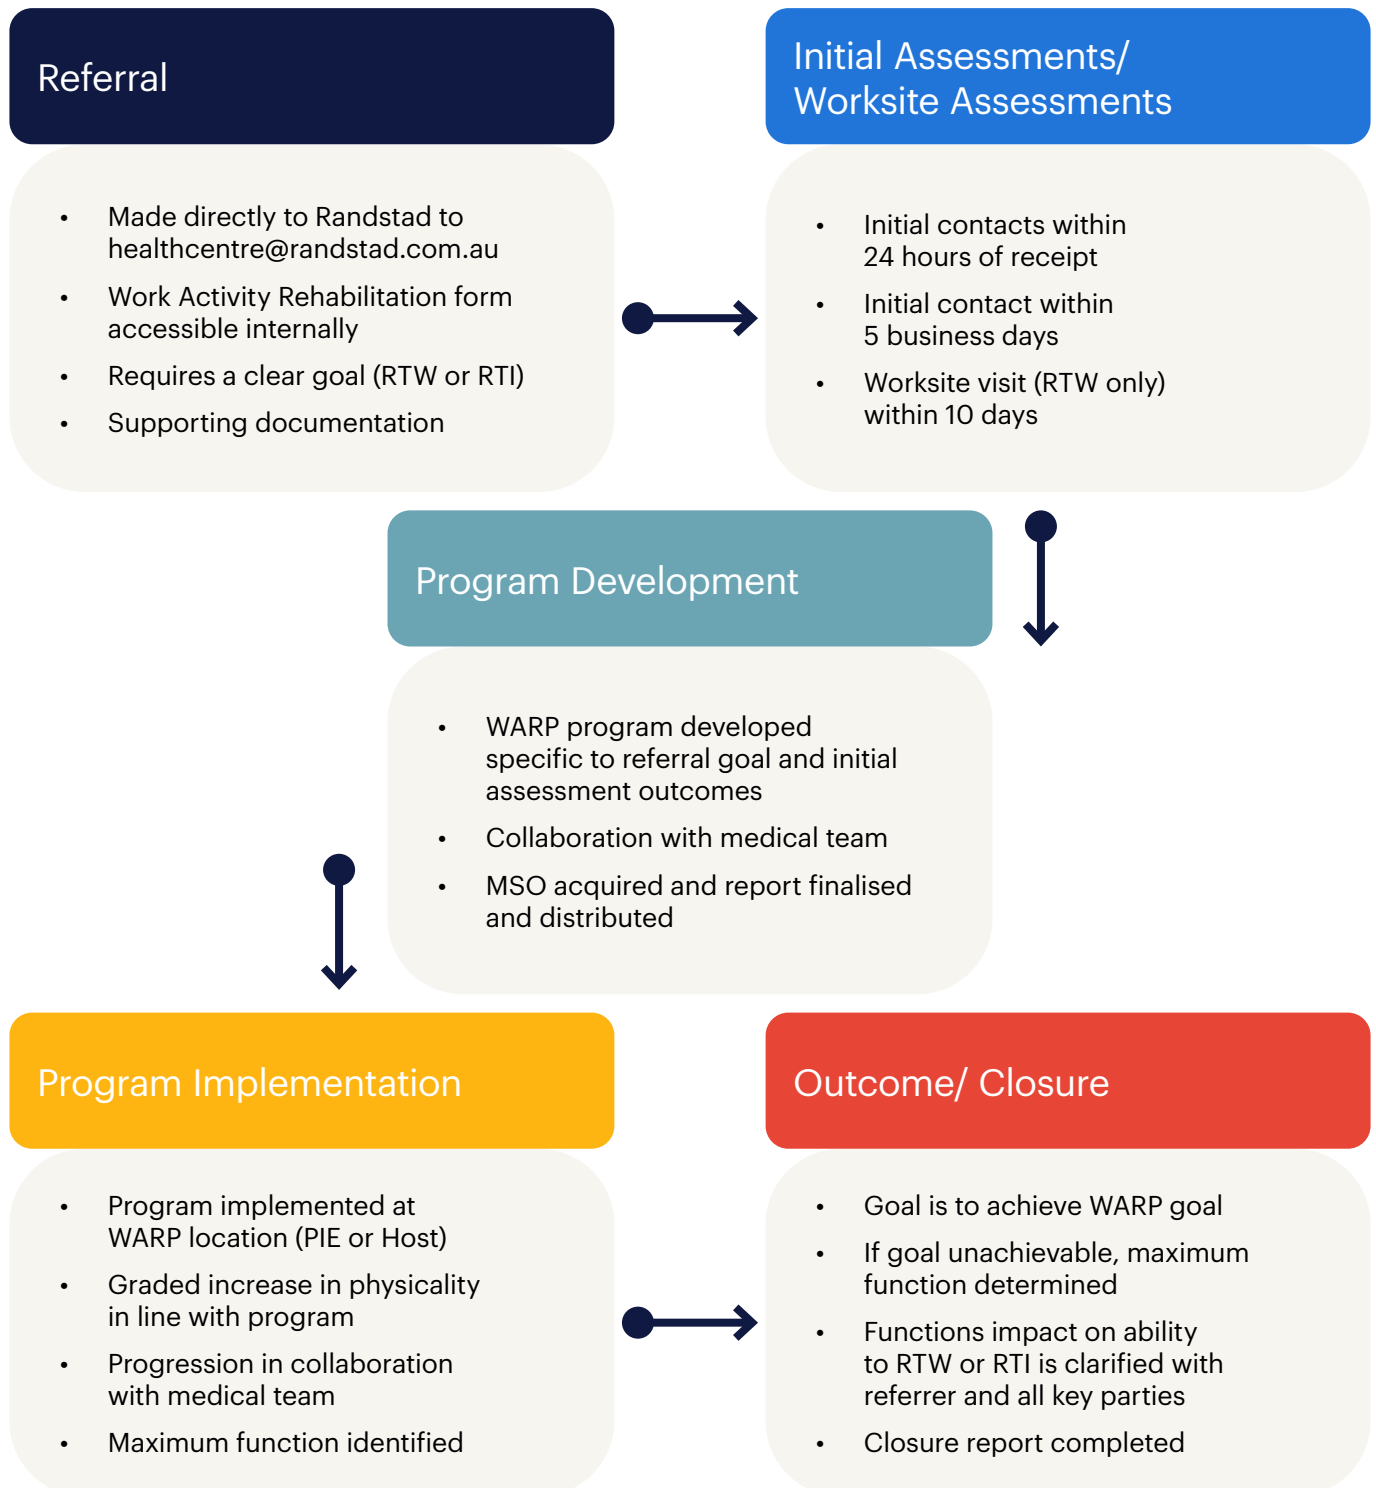 Referral
• Made directly to Randstad to
healthcentre@randstad.com.au
• Work Activity Rehabilitation form
accessible internally
• Requires a clear goal (RTW or RTI)
• Supporting documentation
Initial Assessments/
Worksite Assessments
• Initial contacts within
24 hours of receipt
• Initial contact within
5 business days
• Worksite visit (RTW only)
within 10 days
Program Development
• WARP program developed
specific to referral goal and initial
assessment outcomes
• Collaboration with medical team
• MSO acquired and report finalised
and distributed
Program Implementation
• Program implemented at
WARP location (PIE or Host)
• Graded increase in physicality
in line with program
• Progression in collaboration
with medical team
• Maximum function identified
Outcome/ Closure
• Goal is to achieve WARP goal
• If goal unachievable, maximum
function determined
• Functions impact on ability
to RTW or RTI is clarified with
referrer and all key parties
• Closure report completed